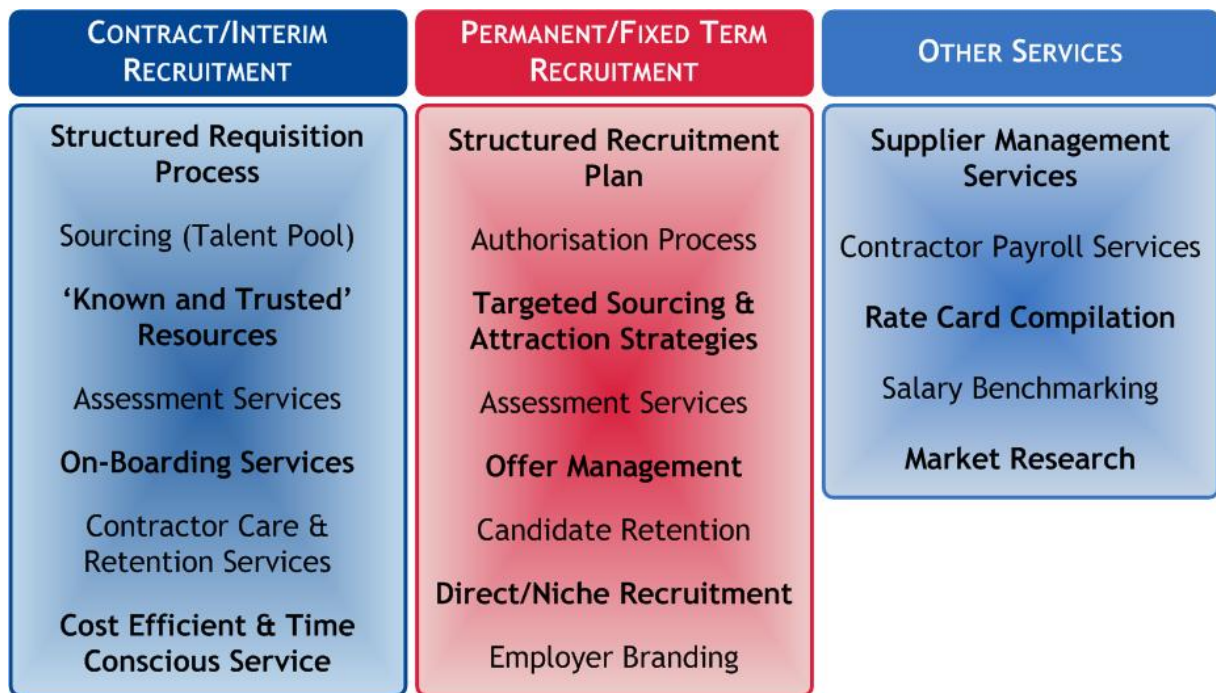 CONTRACT/INTERIM
RECRUITMENT
Structured Requisition
Process
Sourcing (Talent Pool)
‘Known and Trusted’
Resources
Assessment Services
On-Boarding Services
Contractor Care &
Retention Services
Cost Efficient & Time
Conscious Service
PERMANENT/FIXED TERM
RECRUITMENT
Structured Recruitment
Plan
Authorisation Process
Targeted Sourcing &
Attraction Strategies
Assessment Services
Offer Management
Candidate Retention
Direct/Niche Recruitment
Employer Branding
OTHER SERVICES
Supplier Management
Services
Contractor Payroll Services
Rate Card Compilation
Salary Benchmarking
Market Research